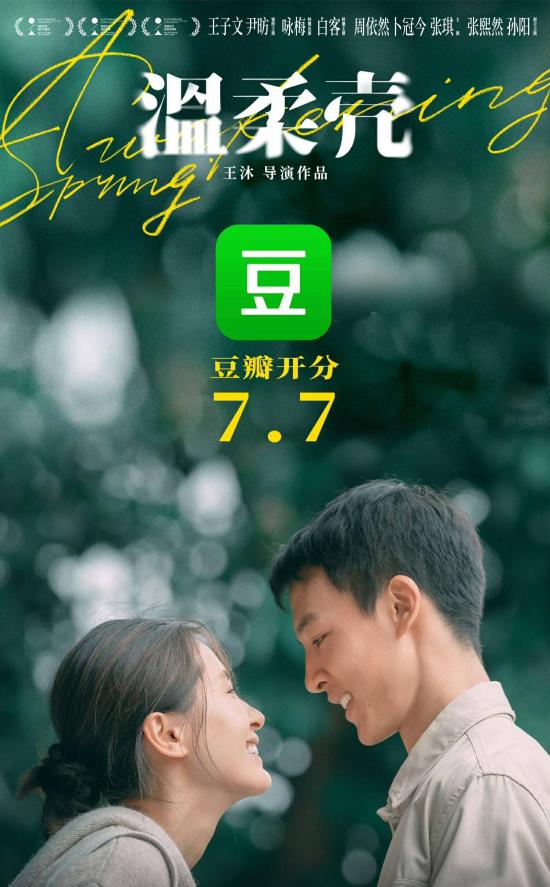 王子文 尹昉 咏梅 白客 周依然 卜冠今 张琪 张熙然 孙阳
温柔壳
A Awakening
Spring
王沐 导演作品
豆
豆瓣开分
7.7